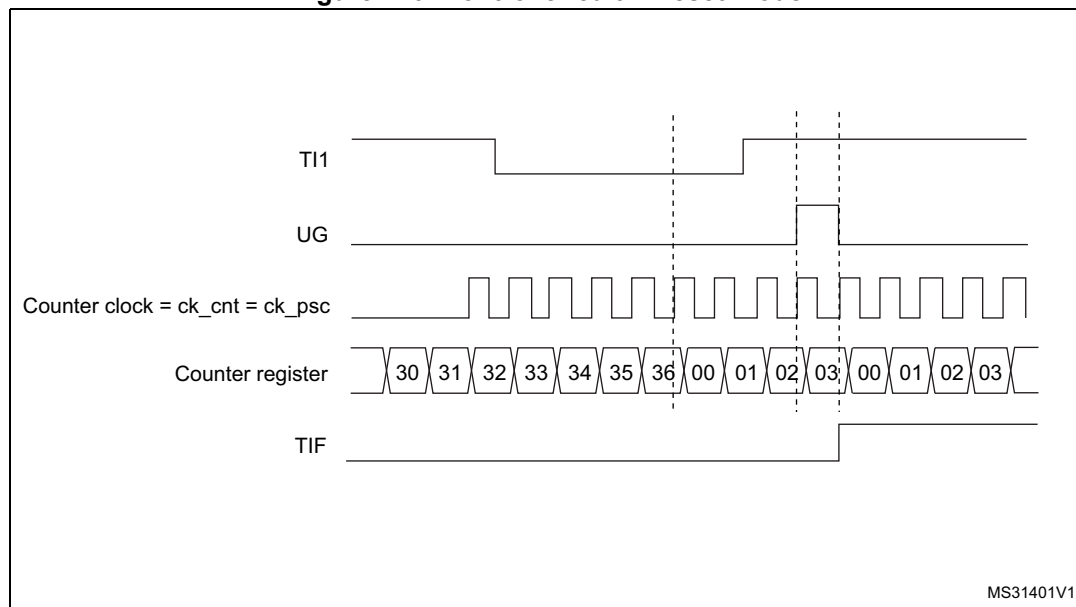 TI1
UG
Counter clock = ck_cnt = ck_psc
Counter register 30 31 32 33 34 35 36 00 01 02 03 00 01 02 03
TIF
MS31401V1